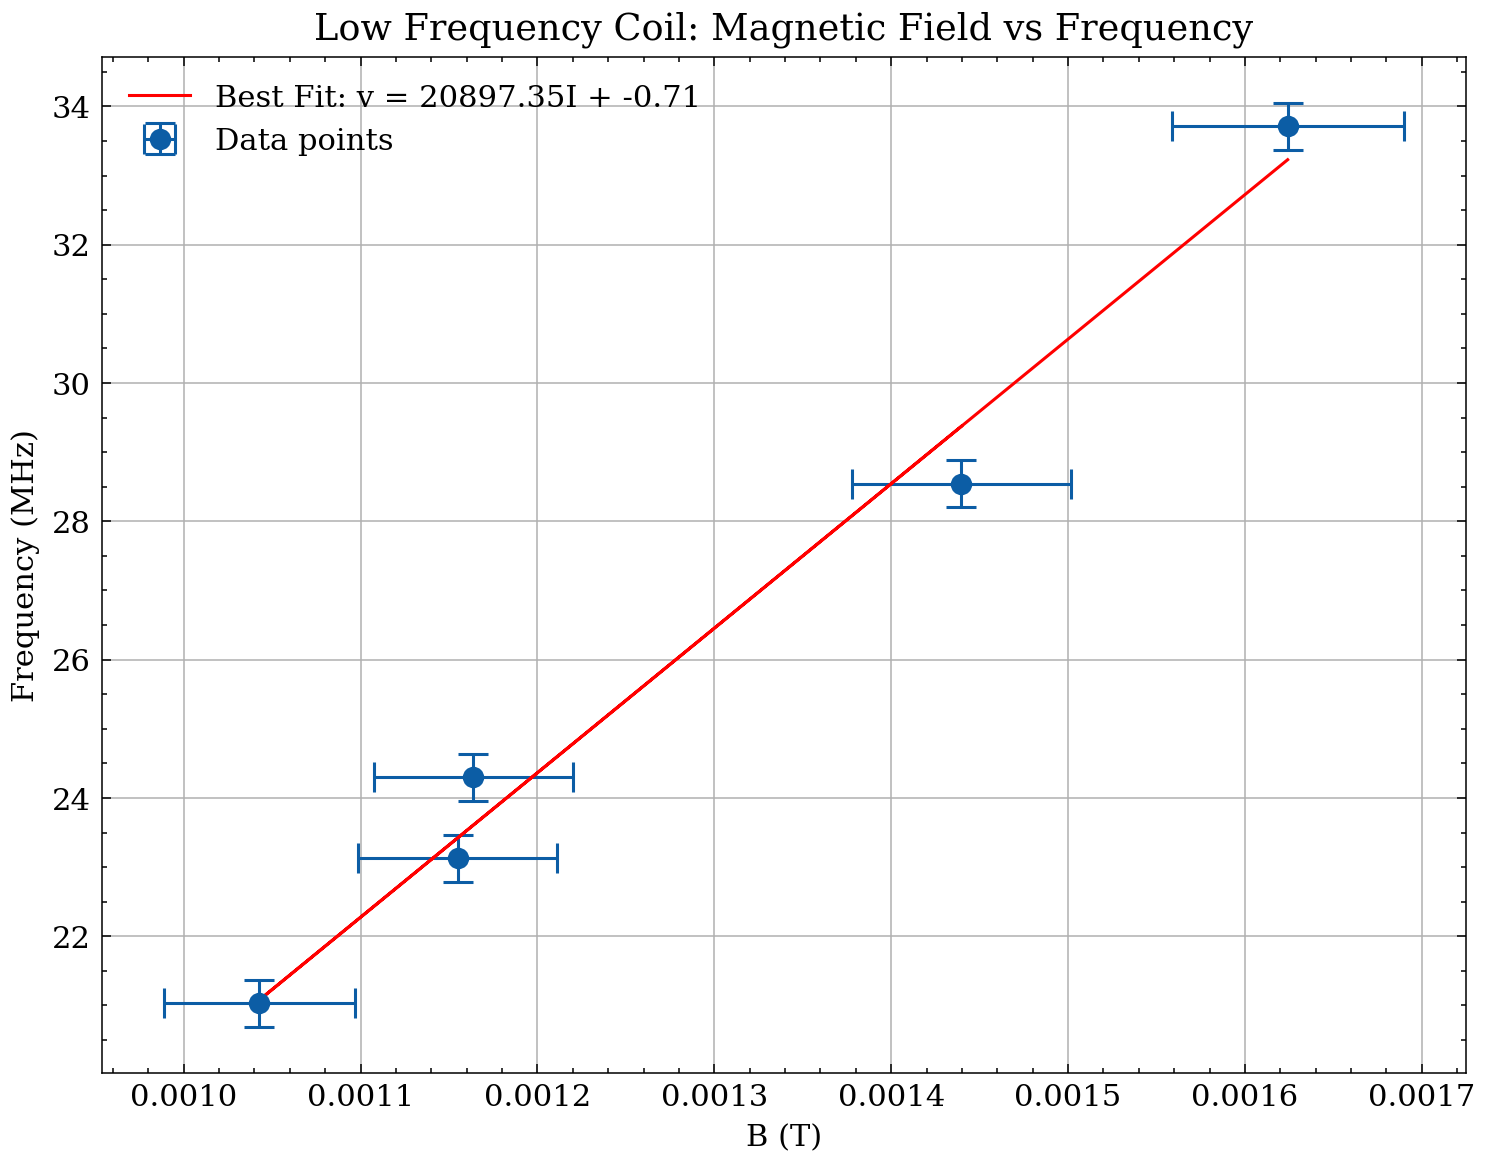 Low Frequency Coil: Magnetic Field vs Frequency
Best Fit: v = 20897.35I + -0.71
Data points
Frequency (MHz)
34
32
30
28
26
24
22
0.0010 0.0011 0.0012 0.0013 0.0014 0.0015 0.0016 0.0017
B (T)